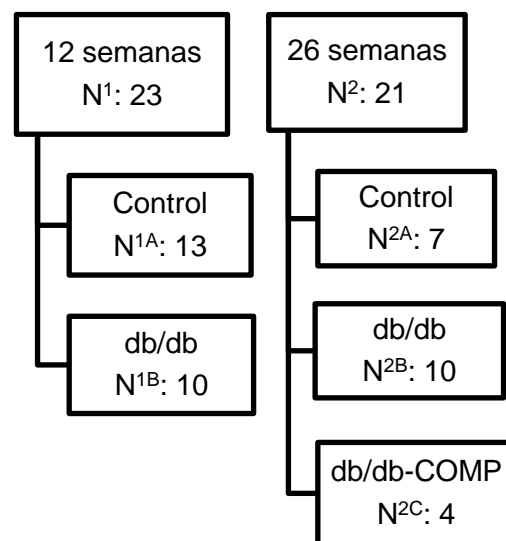 12 semanas
N¹: 23
Control
N¹ᴬ: 13
db/db
N¹ᴮ: 10
26 semanas
N²: 21
Control
N²ᴬ: 7
db/db
N²ᴮ: 10
db/db-COMP
N²ᶜ: 4